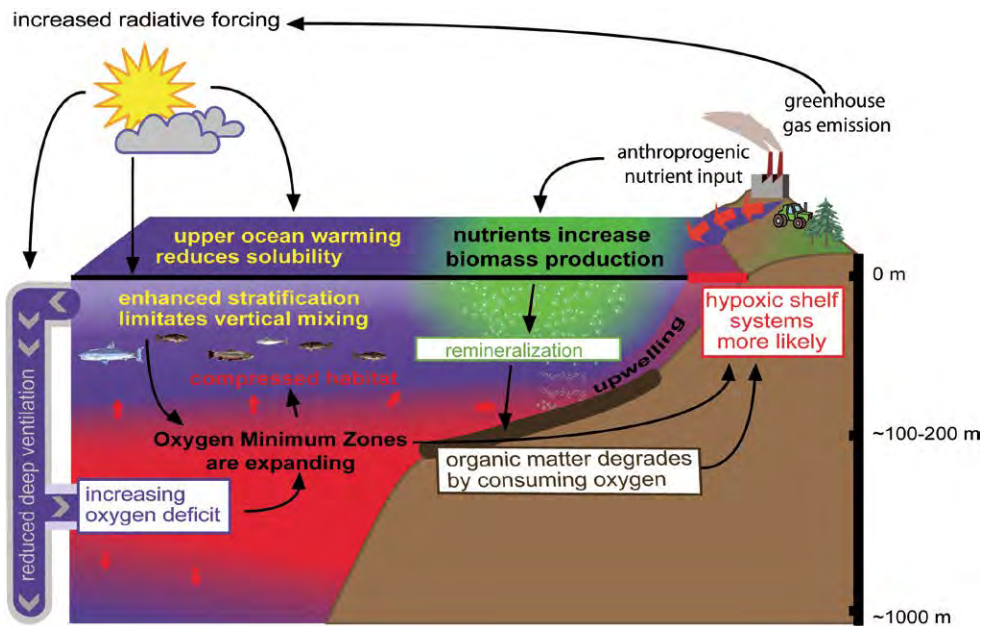 increased radiative forcing
greenhouse
gas emission
anthroprogenic
nutrient input
upper ocean warming
reduces solubility
nutrients increase
biomass production
0 m
enhanced stratification
limitates vertical mixing
hypoxic shelf
systems
more likely
remineralization
upwelling
compressed habitat
Oxygen Minimum Zones
are expanding
~100-200 m
organic matter degrades
by consuming oxygen
increasing
oxygen deficit
reduced deep ventilation
~1000 m